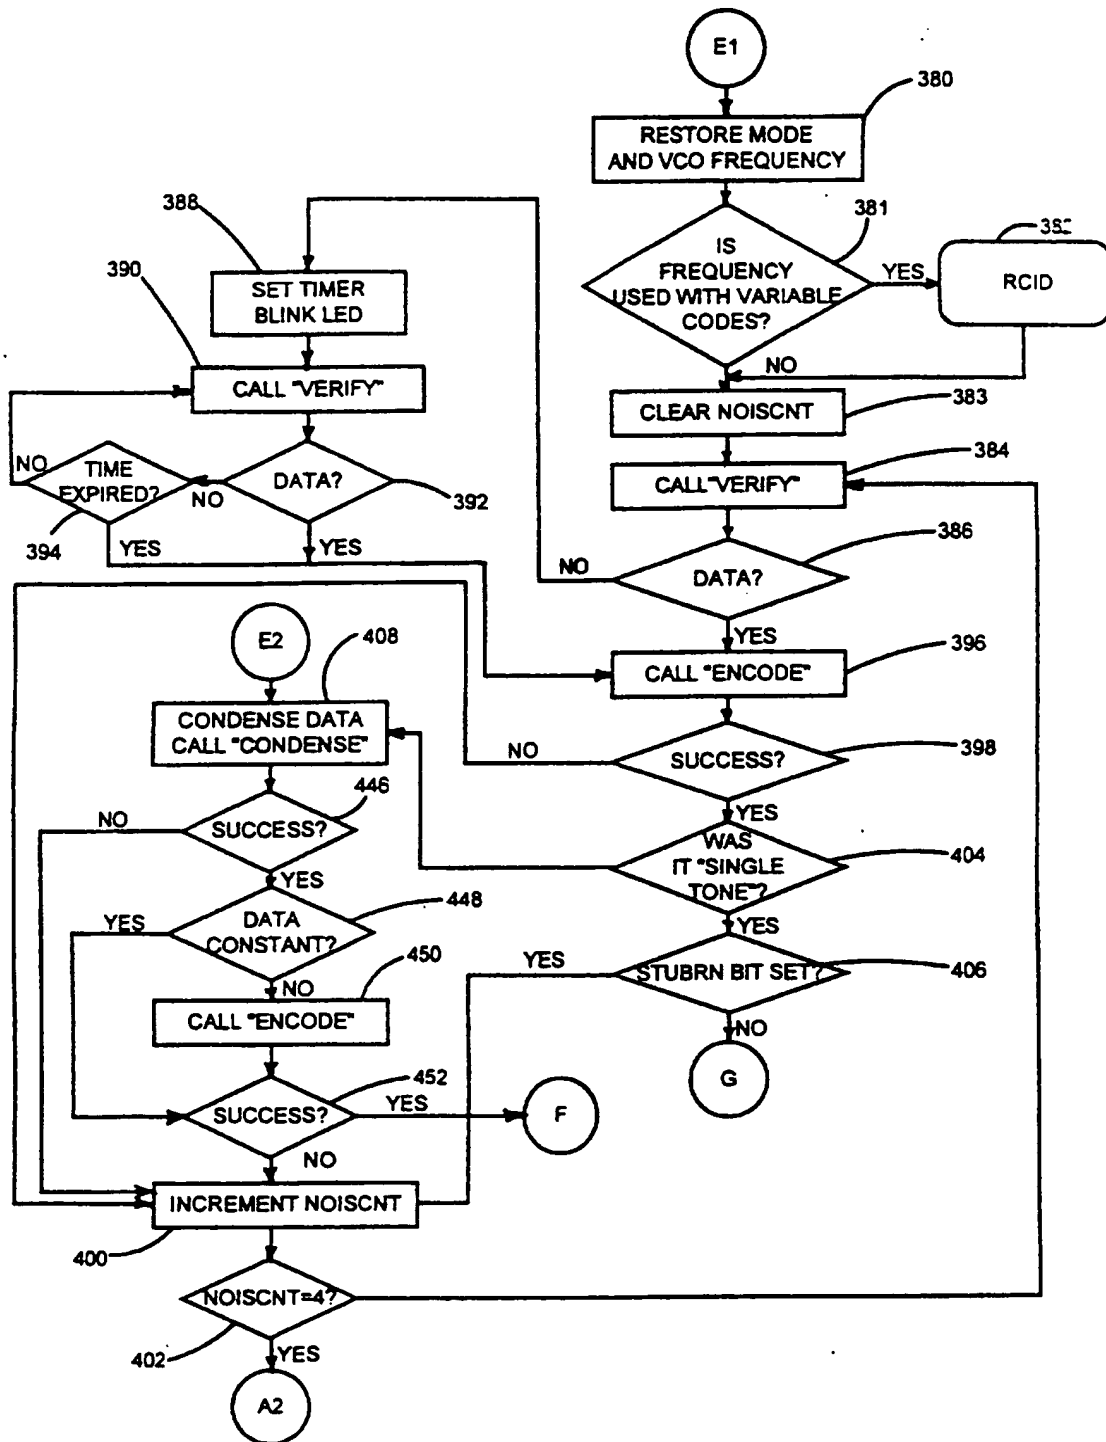 E1
380
RESTORE MODE
AND VCO FREQUENCY
381
IS
FREQUENCY
USED WITH VARIABLE
CODES?
YES
RCID
NO
CLEAR NOISCNT
383
384
CALL"VERIFY"
386
DATA?
NO
YES
396
CALL "ENCODE"
398
SUCCESS?
NO
YES
WAS
IT "SINGLE
TONE"?
404
YES
STUBRN BIT SET?
406
YES
NO
G
388
SET TIMER
BLINK LED
390
CALL "VERIFY"
DATA?
392
NO
YES
TIME
EXPIRED?
NO
394
YES
E2
408
CONDENSE DATA
CALL "CONDENSE"
446
SUCCESS?
NO
YES
448
DATA
CONSTANT?
YES
NO
450
CALL "ENCODE"
452
SUCCESS?
YES
F
NO
INCREMENT NOISCNT
400
NOISCNT=4?
402
YES
A2